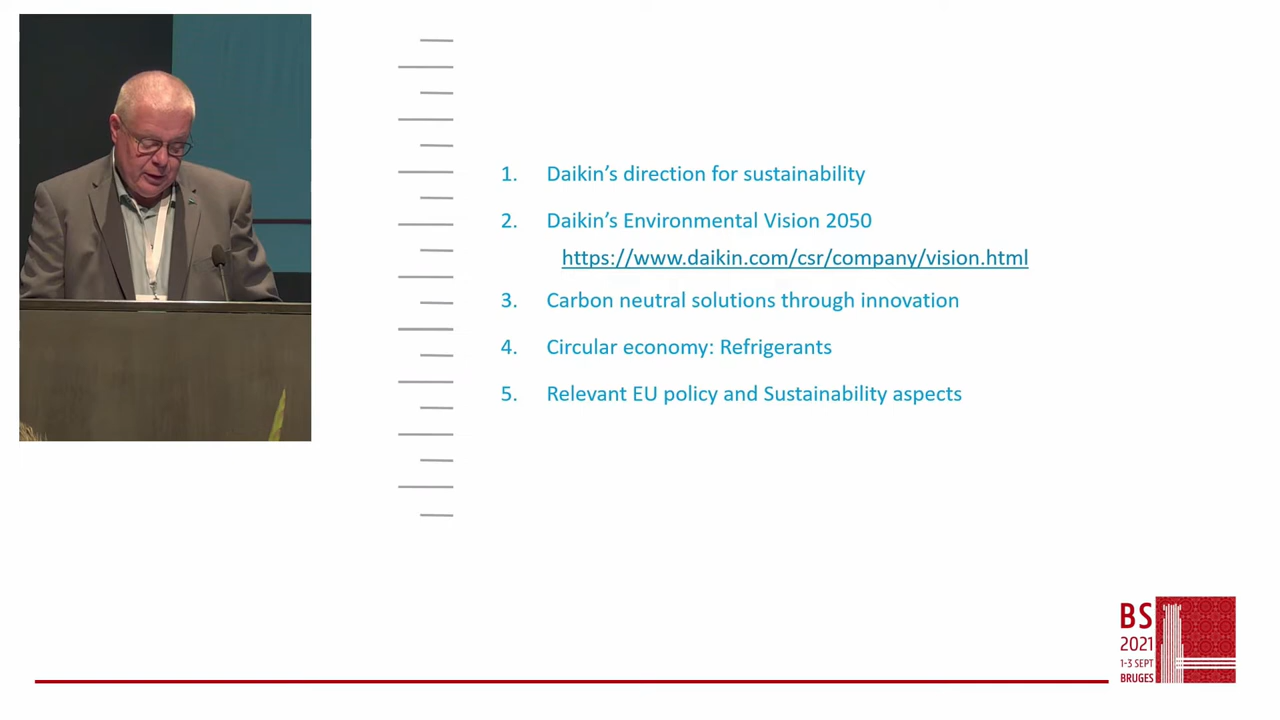 1. Daikin’s direction for sustainability
2. Daikin’s Environmental Vision 2050
https://www.daikin.com/csr/company/vision.html
3. Carbon neutral solutions through innovation
4. Circular economy: Refrigerants
5. Relevant EU policy and Sustainability aspects
BS
2021
1-3 SEPT
BRUGES